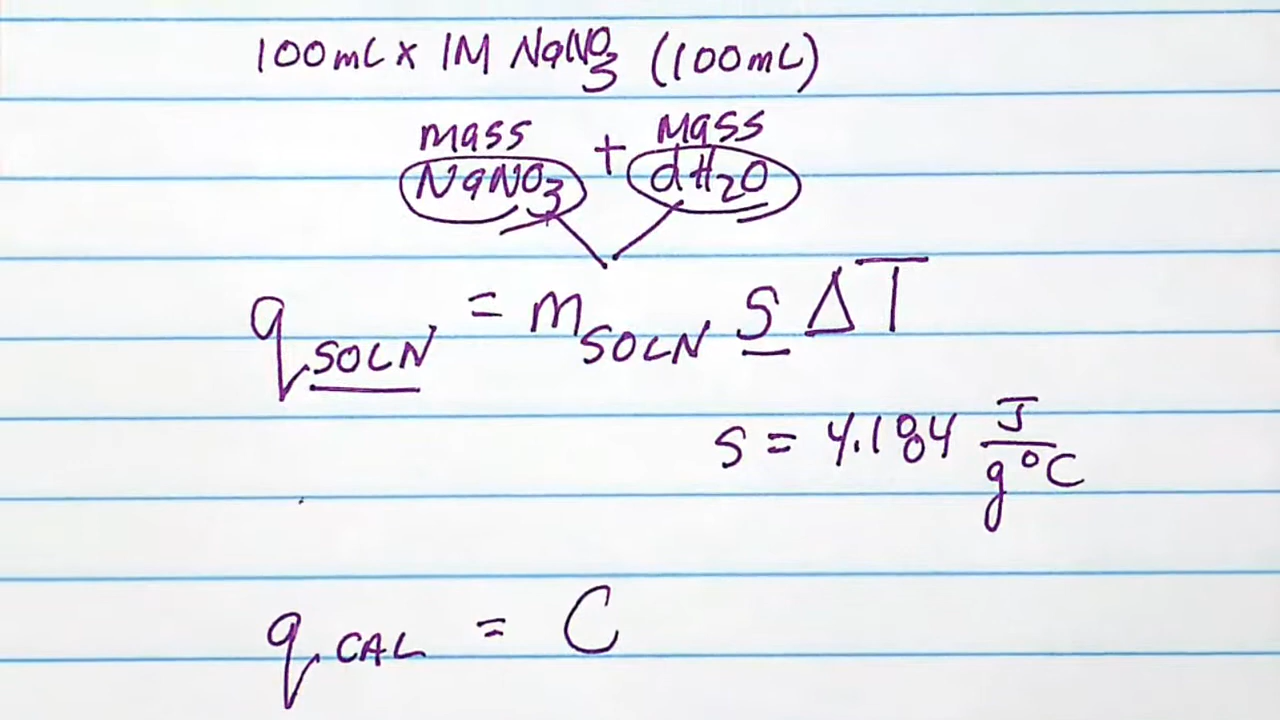 100mL x 1M NaNO3 (100mL)
mass + mass
NaNO3 dH2O
qSOLN = mSOLN S ΔT
S = 4.184 J/g°C
qCAL = C